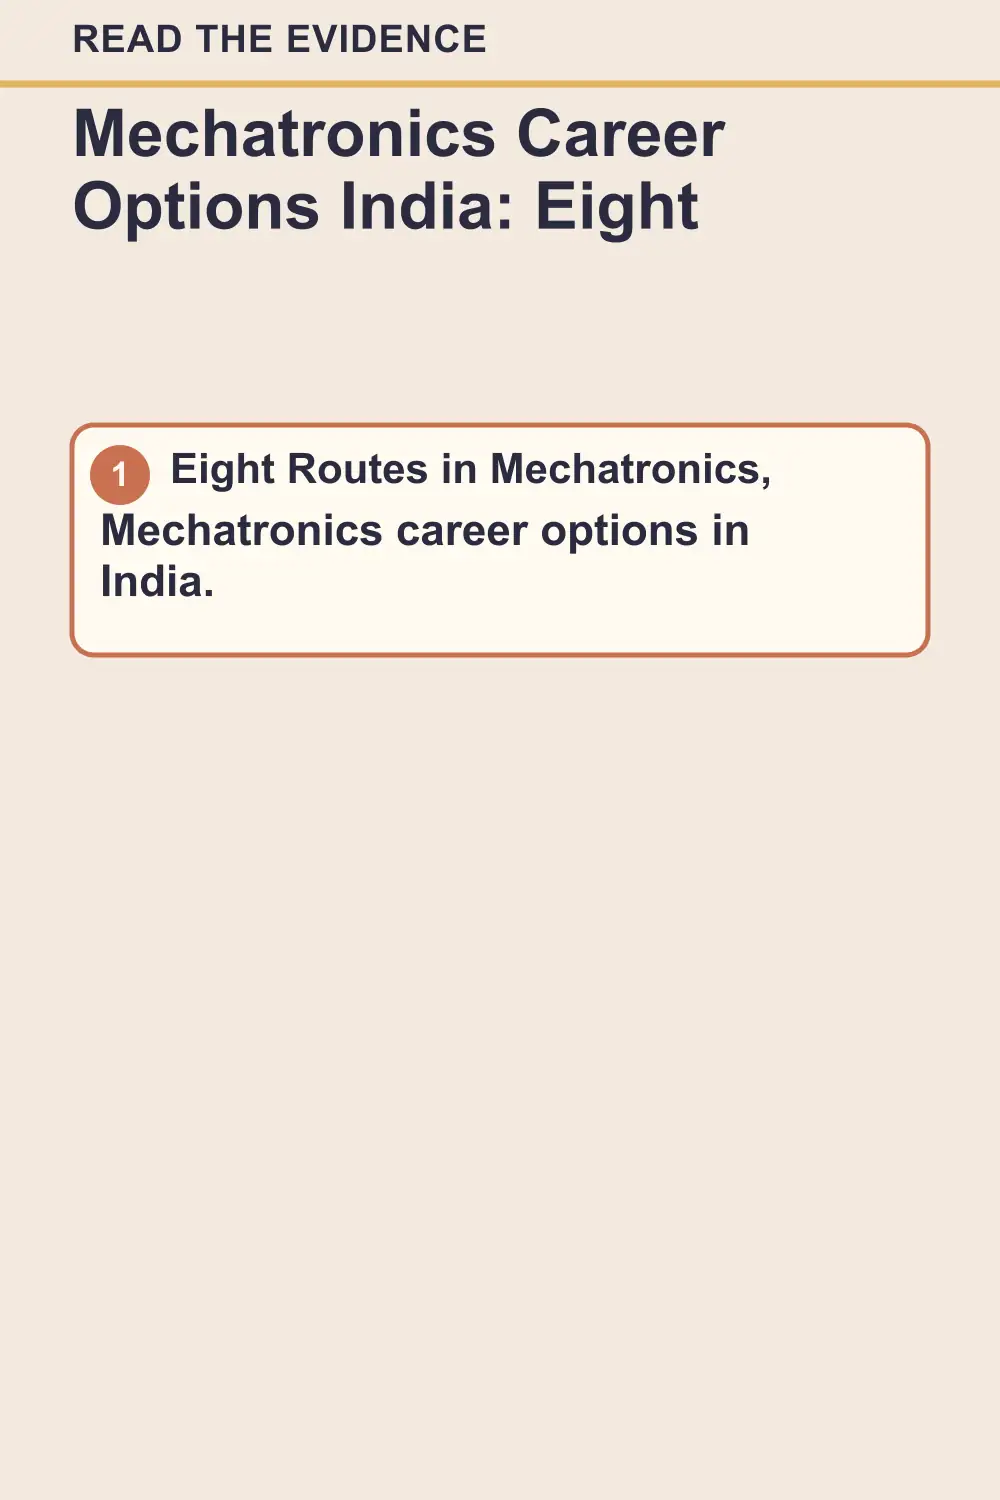 READ THE EVIDENCE
Mechatronics Career
Options India: Eight
1 Eight Routes in Mechatronics,
Mechatronics career options in
India.